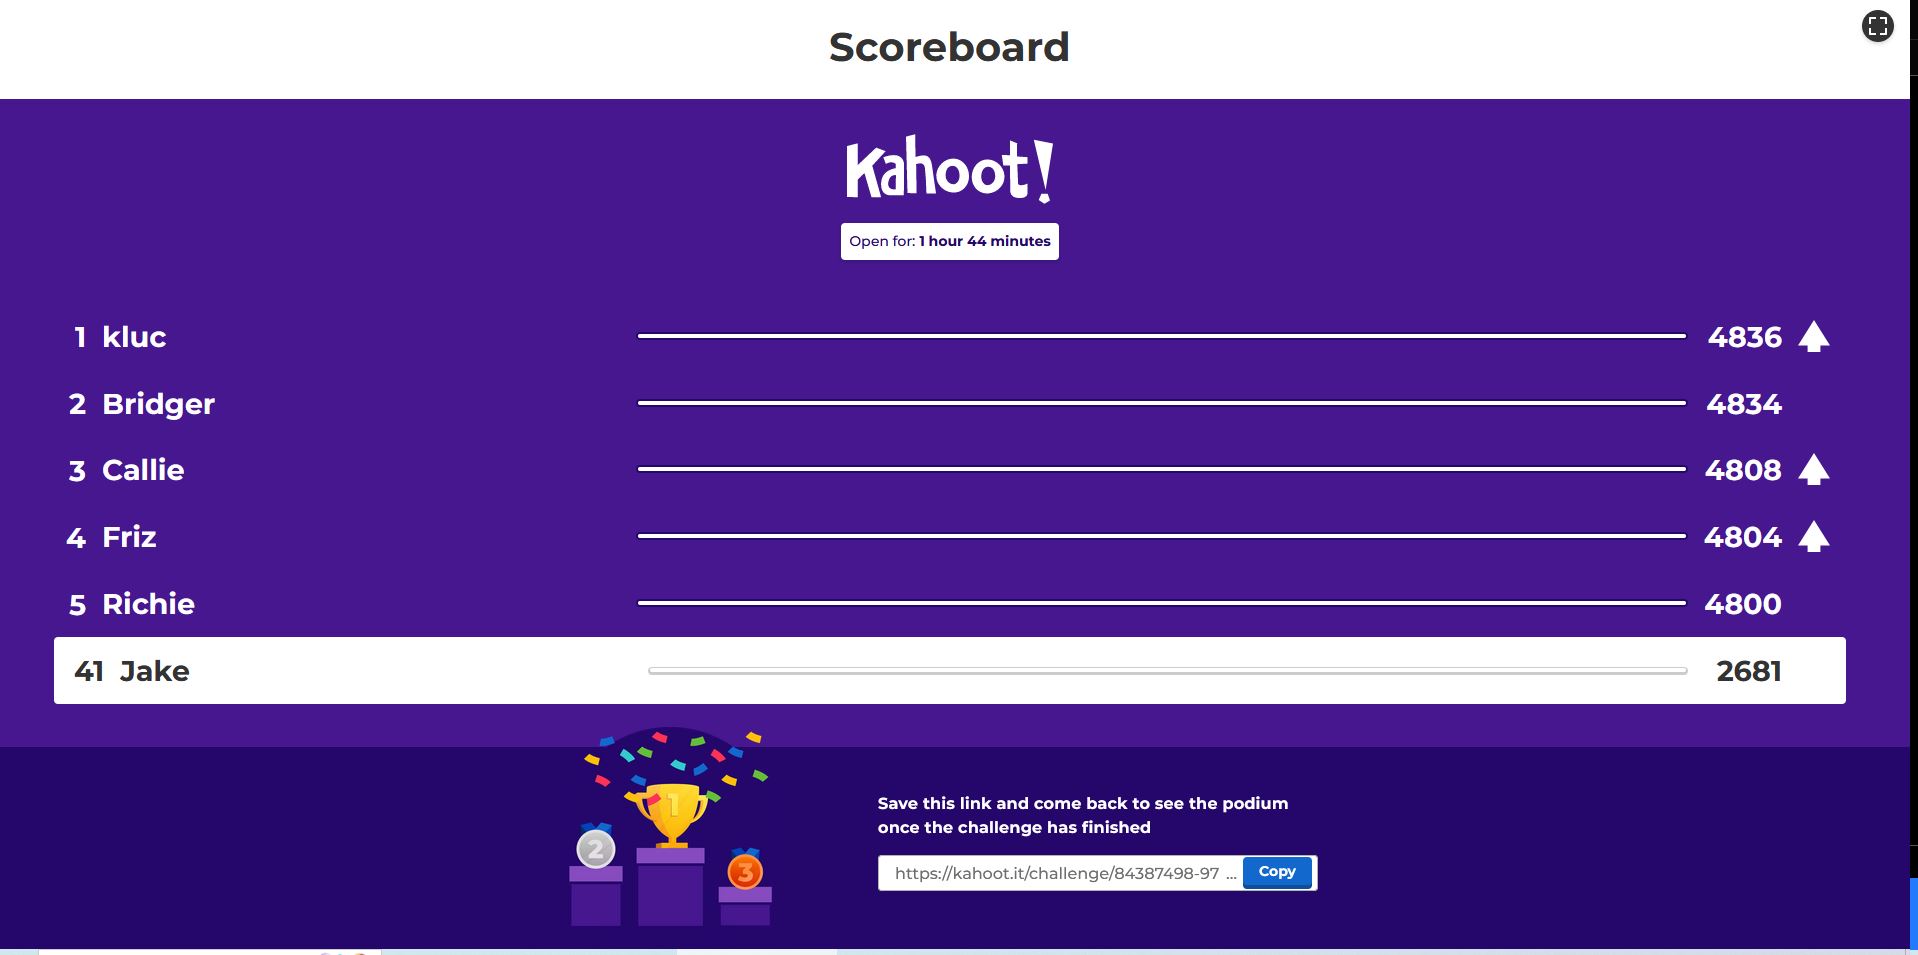 Scoreboard
Kahoot!
Open for: 1 hour 44 minutes
1 kluc 4836
2 Bridger 4834
3 Callie 4808
4 Friz 4804
5 Richie 4800
41 Jake 2681
1
2
3
Save this link and come back to see the podium
once the challenge has finished
https://kahoot.it/challenge/84387498-97 ... Copy